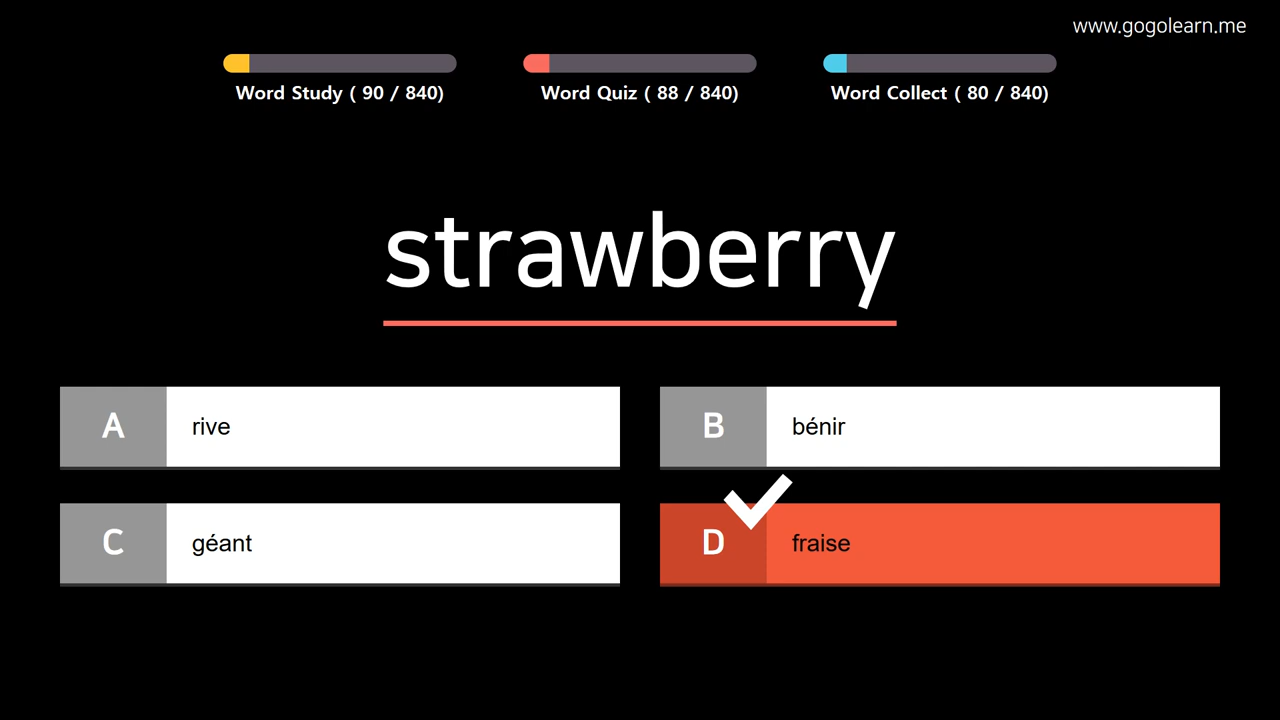 www.gogolearn.me
Word Study ( 90 / 840)
Word Quiz ( 88 / 840)
Word Collect ( 80 / 840)
strawberry
A
rive
B
bénir
C
géant
D
fraise